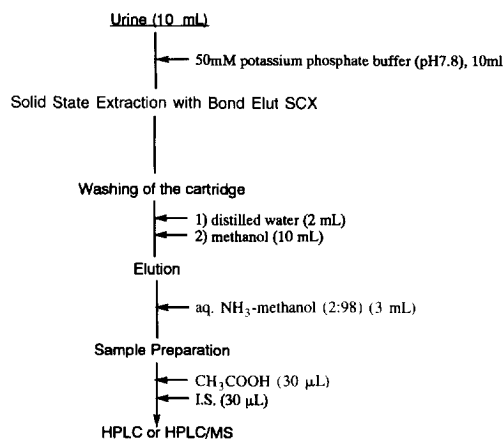 Urine (10 mL)
50mM potassium phosphate buffer (pH7.8), 10ml
Solid State Extraction with Bond Elut SCX
Washing of the cartridge
1) distilled water (2 mL)
2) methanol (10 mL)
Elution
aq. NH₃-methanol (2:98) (3 mL)
Sample Preparation
CH₃COOH (30 μL)
I.S. (30 μL)
HPLC or HPLC/MS